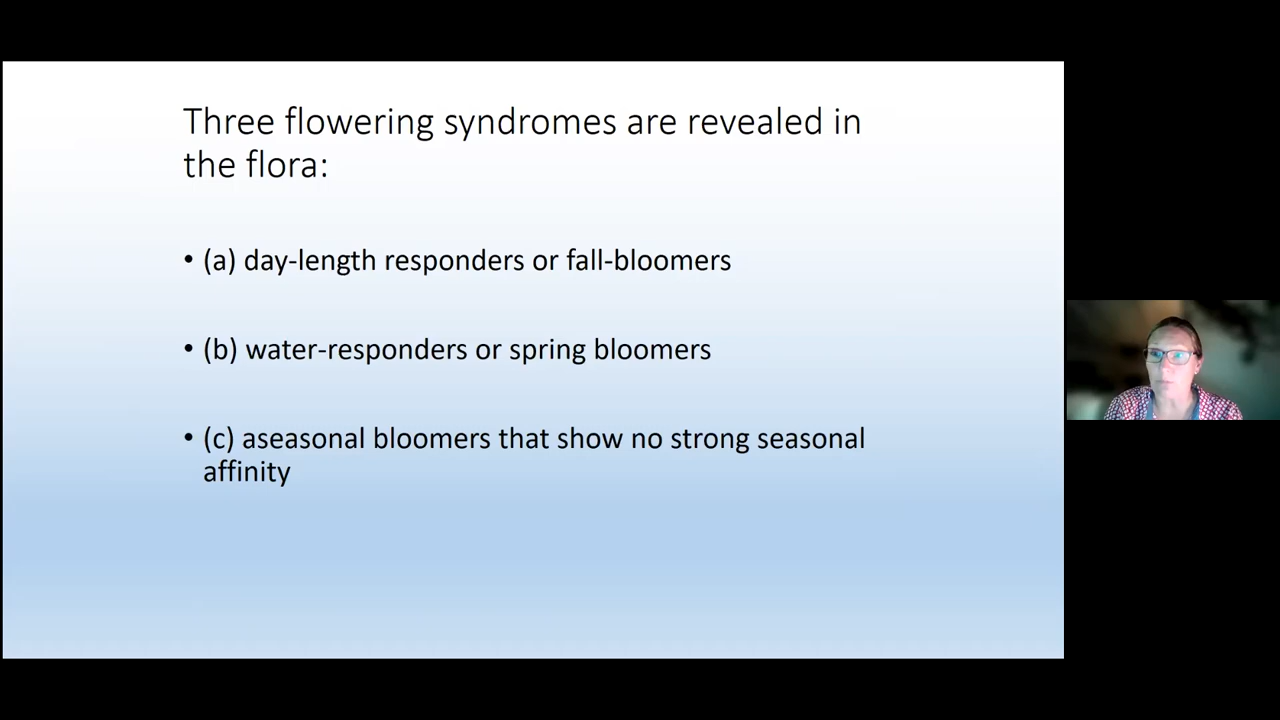 Three flowering syndromes are revealed in
the flora:
• (a) day-length responders or fall-bloomers
• (b) water-responders or spring bloomers
• (c) aseasonal bloomers that show no strong seasonal
affinity